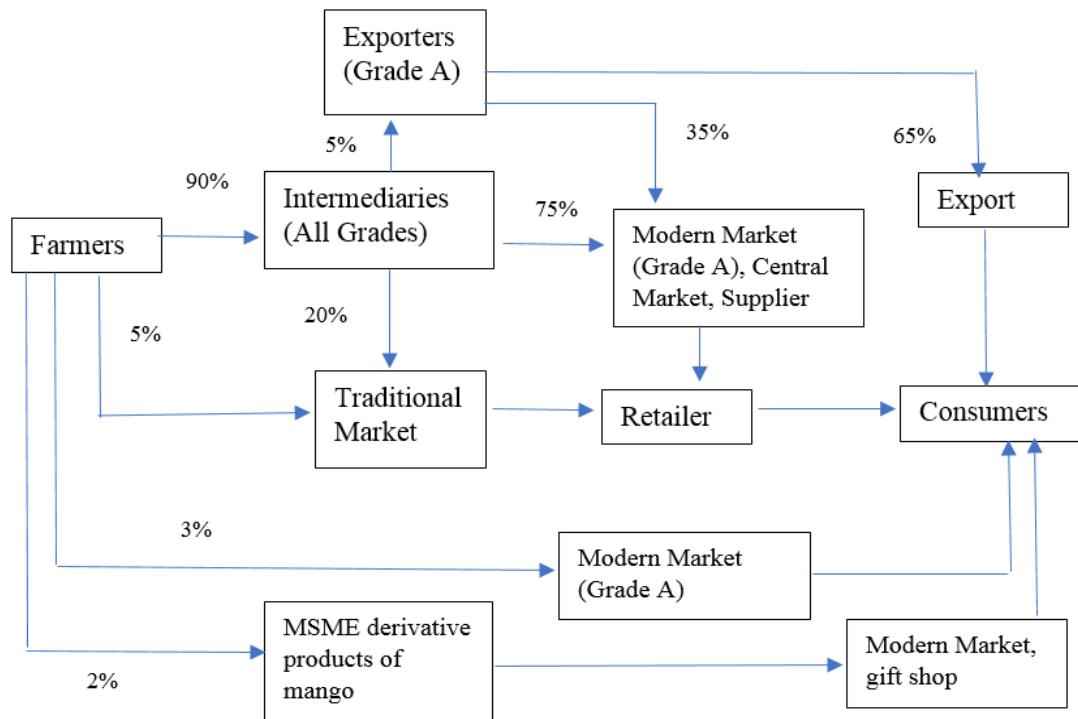 Exporters
(Grade A)
35%
65%
5%
90%
Intermediaries
(All Grades)
75%
Export
Farmers
Modern Market
(Grade A), Central
Market, Supplier
5%
20%
Traditional
Market
Retailer
Consumers
3%
Modern Market
(Grade A)
MSME derivative
products of
mango
Modern Market,
gift shop
2%